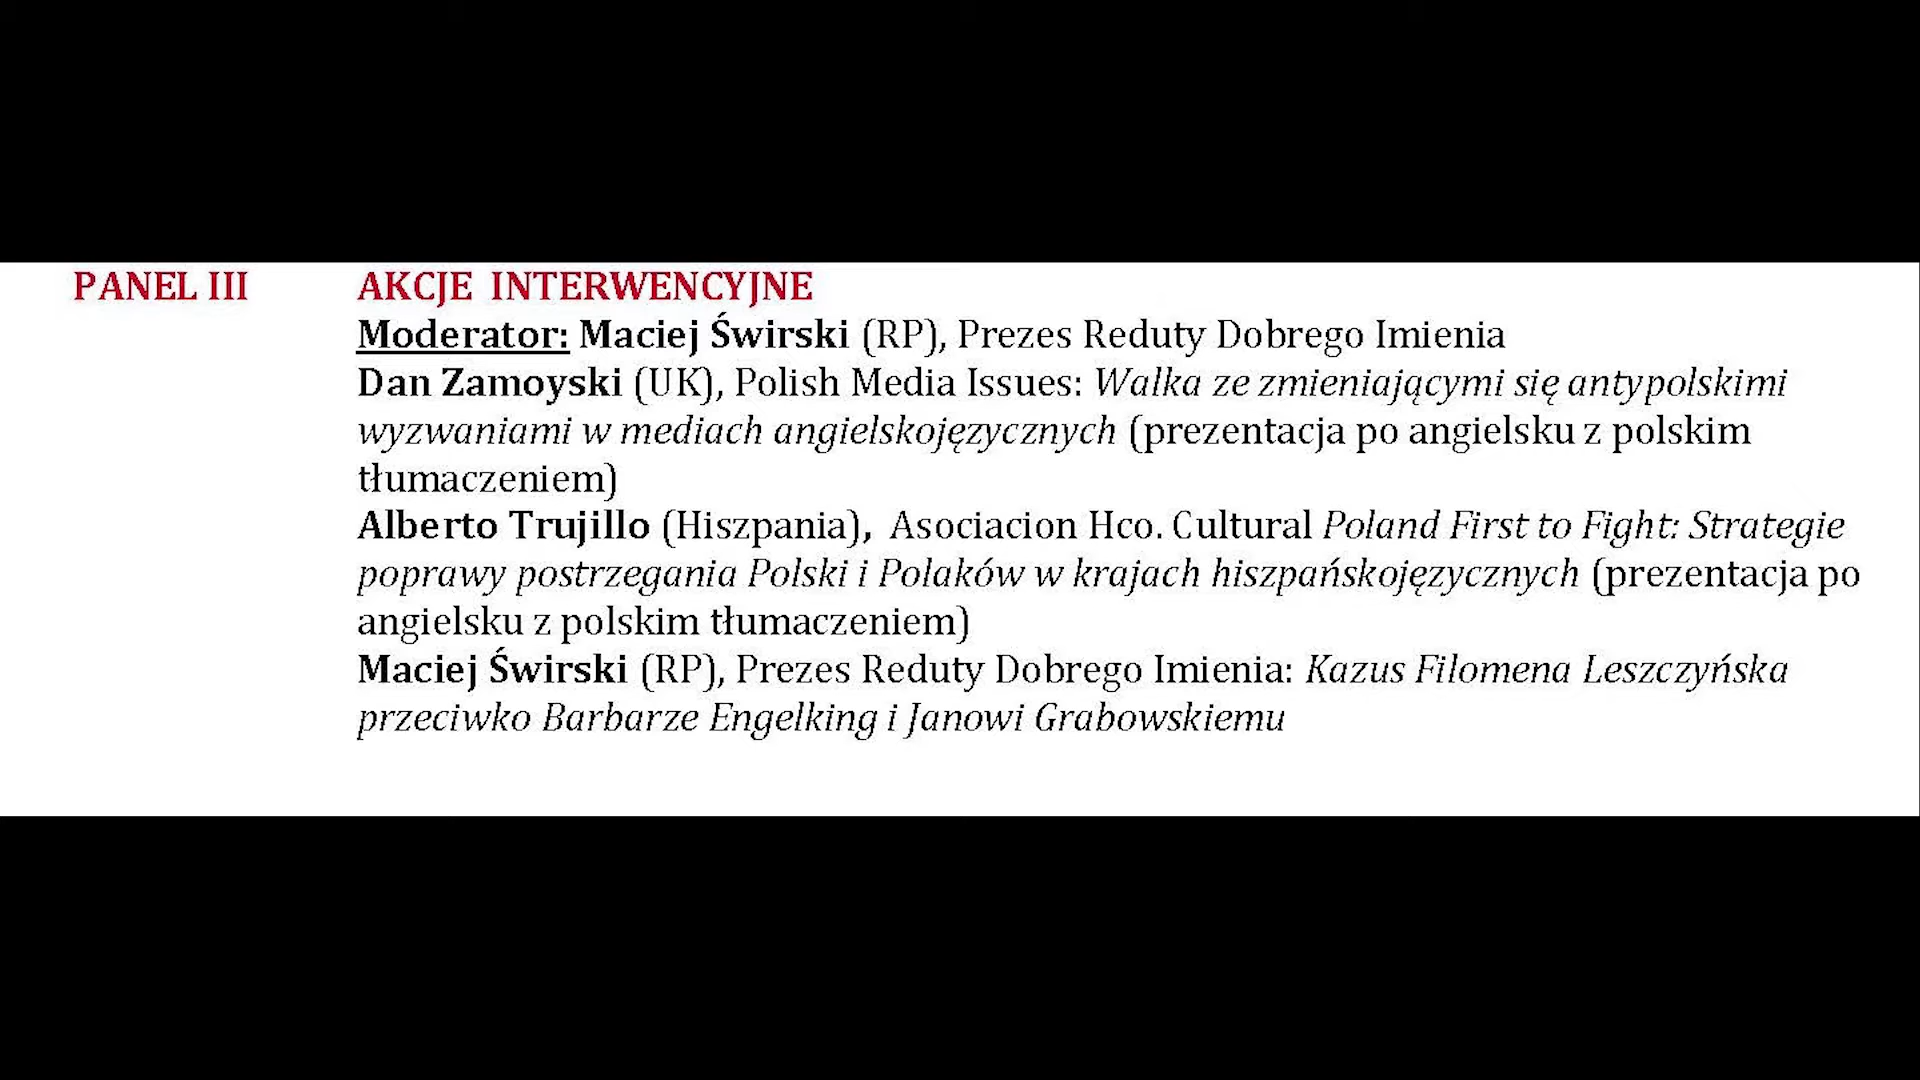 PANEL III AKCJE INTERWENCYJNE
Moderator: Maciej Świrski (RP), Prezes Reduty Dobrego Imienia
Dan Zamoyski (UK), Polish Media Issues: Walka ze zmieniającymi się antypolskimi
wyzwaniami w mediach angielskojęzycznych (prezentacja po angielsku z polskim
tłumaczeniem)
Alberto Trujillo (Hiszpania), Asociacion Hco. Cultural Poland First to Fight: Strategie
poprawy postrzegania Polski i Polaków w krajach hiszpańskojęzycznych (prezentacja po
angielsku z polskim tłumaczeniem)
Maciej Świrski (RP), Prezes Reduty Dobrego Imienia: Kazus Filomena Leszczyńska
przeciwko Barbarze Engelking i Janowi Grabowskiemu